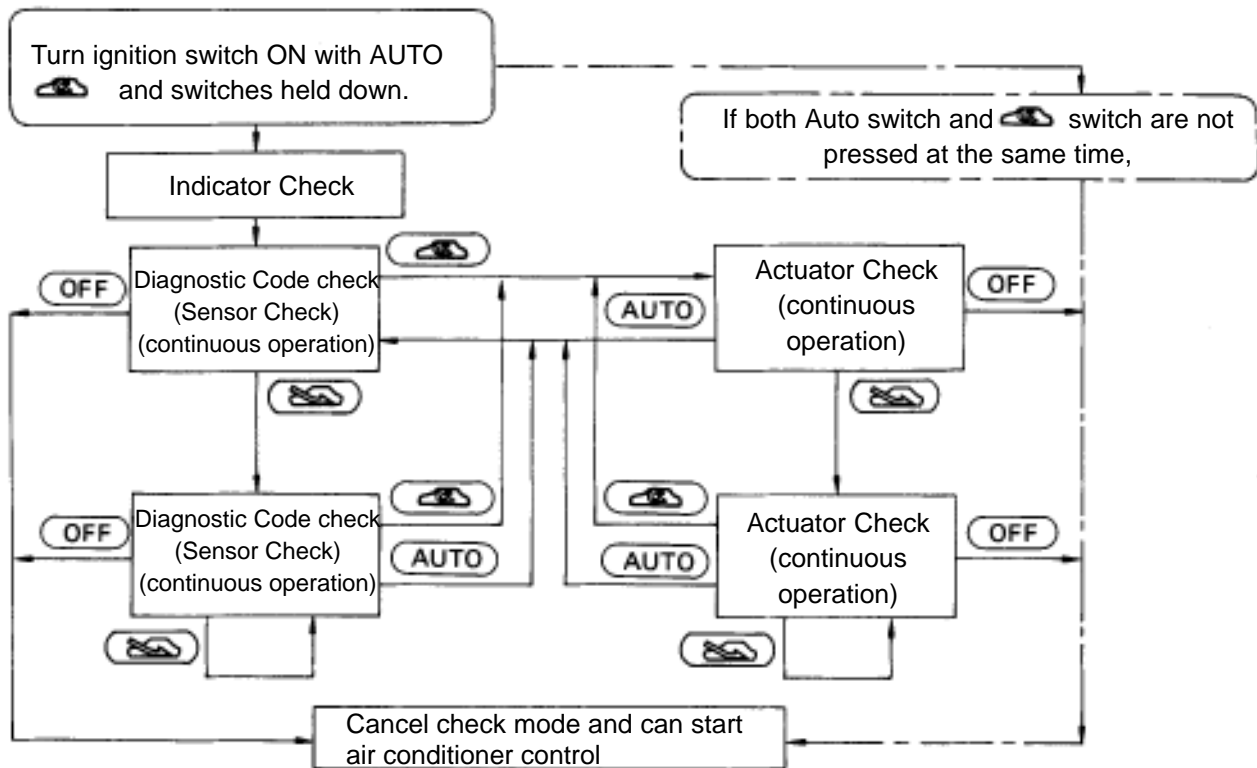 Turn ignition switch ON with AUTO
and switches held down.
If both Auto switch and switch are not
pressed at the same time,
Indicator Check
Diagnostic Code check
(Sensor Check)
(continuous operation)
OFF
AUTO
Actuator Check
(continuous
operation)
OFF
Diagnostic Code check
(Sensor Check)
(continuous operation)
OFF
AUTO
AUTO
Actuator Check
(continuous
operation)
OFF
Cancel check mode and can start
air conditioner control